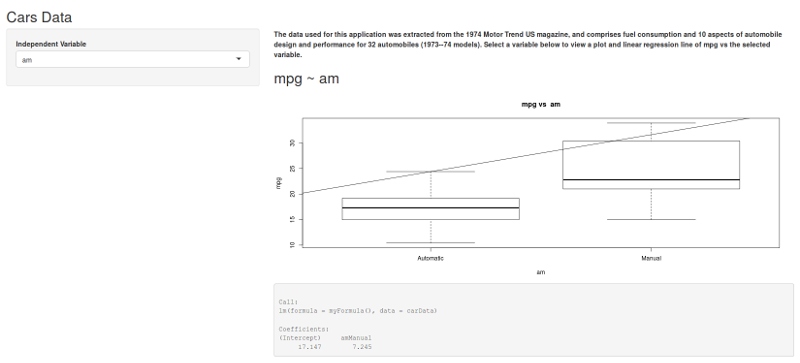 Cars Data
Independent Variable
am
The data used for this application was extracted from the 1974 Motor Trend US magazine, and comprises fuel consumption and 10 aspects of automobile
design and performance for 32 automobiles (1973--74 models). Select a variable below to view a plot and linear regression line of mpg vs the selected
variable.
mpg ~ am
mpg vs am
mpg
30
25
20
15
10
Automatic
Manual
am
Call:
lm(formula = myFormula(), data = carData)
Coefficients:
(Intercept) amManual
17.147 7.245